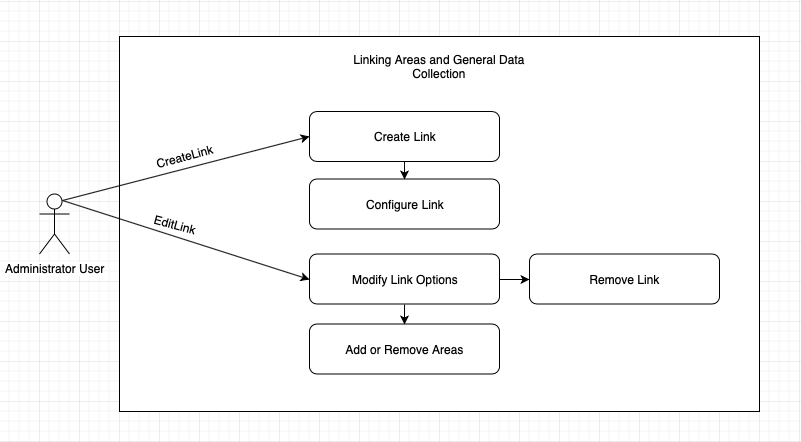 Linking Areas and General Data
Collection
CreateLink
Create Link
Configure Link
EditLink
Administrator User
Modify Link Options
Remove Link
Add or Remove Areas